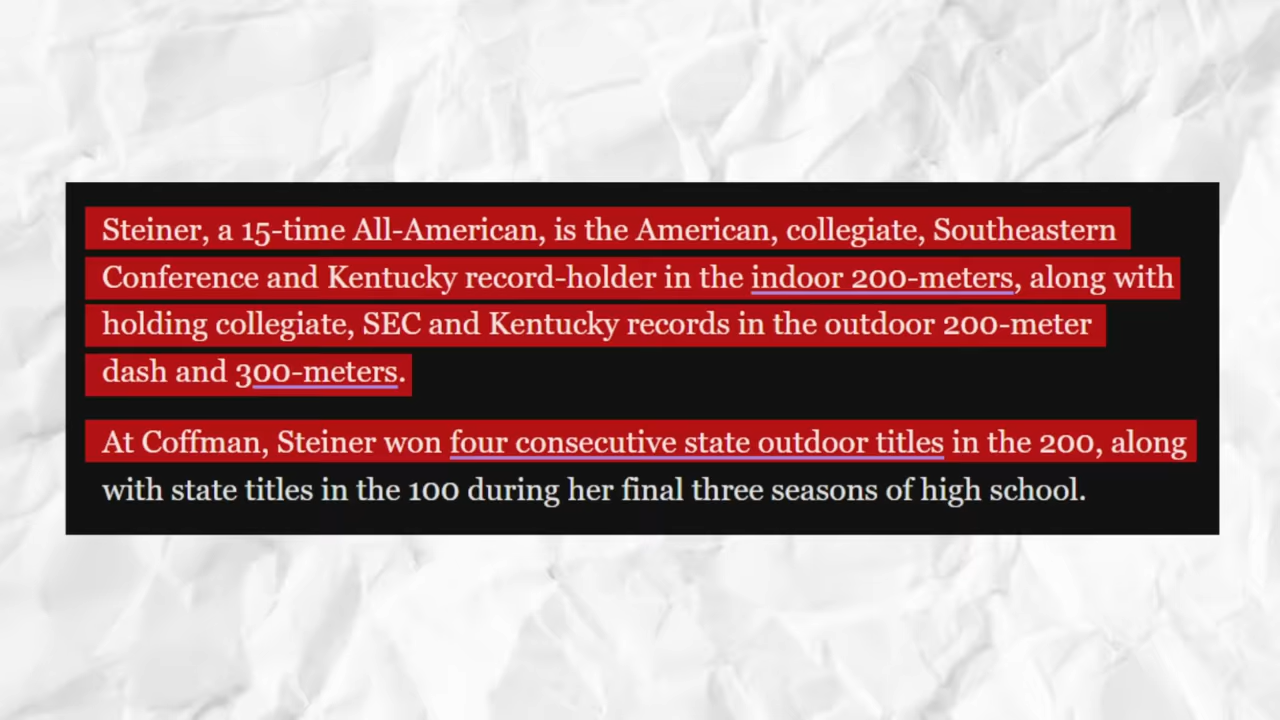 Steiner, a 15-time All-American, is the American, collegiate, Southeastern
Conference and Kentucky record-holder in the indoor 200-meters, along with
holding collegiate, SEC and Kentucky records in the outdoor 200-meter
dash and 300-meters.
At Coffman, Steiner won four consecutive state outdoor titles in the 200, along
with state titles in the 100 during her final three seasons of high school.